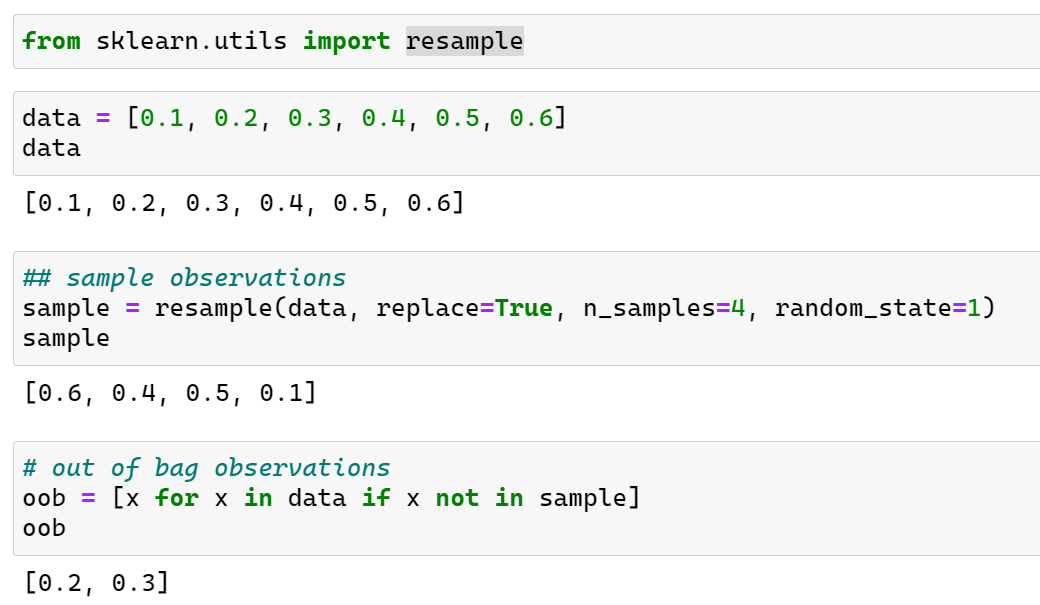 from sklearn.utils import resample
data = [0.1, 0.2, 0.3, 0.4, 0.5, 0.6]
data
[0.1, 0.2, 0.3, 0.4, 0.5, 0.6]
## sample observations
sample = resample(data, replace=True, n_samples=4, random_state=1)
sample
[0.6, 0.4, 0.5, 0.1]
# out of bag observations
oob = [x for x in data if x not in sample]
oob
[0.2, 0.3]